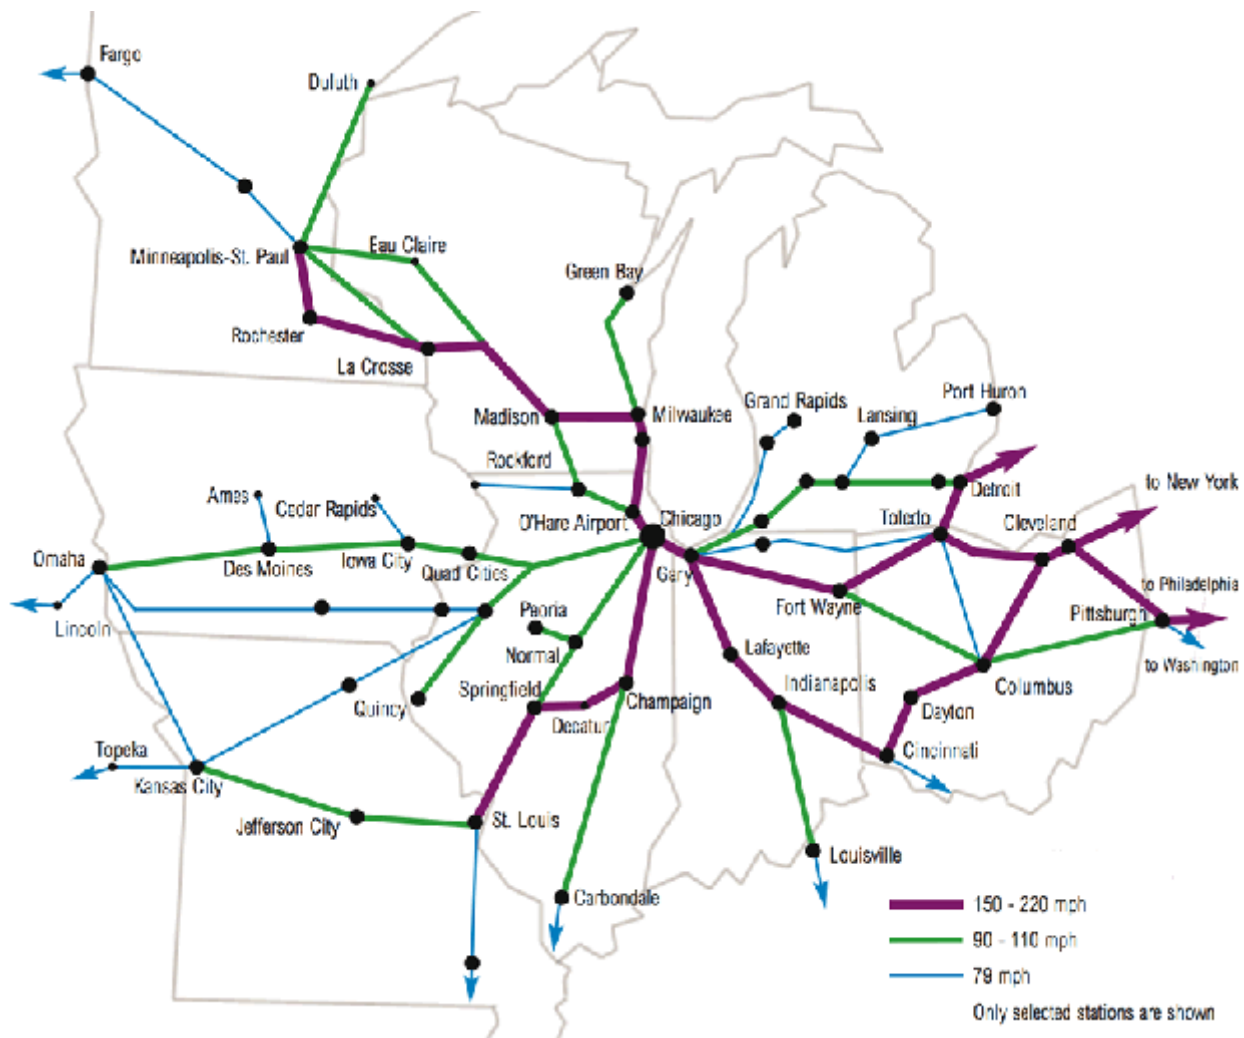 Fargo
Duluth
Minneapolis-St. Paul
Eau Claire
Green Bay
Rochester
La Crosse
Madison
Milwaukee
Grand Rapids
Port Huron
Lansing
Rockford
Ames
Cedar Rapids
O'Hare Airport
Chicago
Detroit
to New York
Toledo
Cleveland
Omaha
Des Moines
Iowa City
Quad Cities
Gary
Fort Wayne
to Philadelphia
Pittsburgh
Lincoln
Peoria
Normal
Lafayette
to Washington
Springfield
Indianapolis
Columbus
Quincy
Decatur
Champaign
Dayton
Topeka
Kansas City
Cincinnati
Jefferson City
St. Louis
Louisville
Carbondale
150 - 220 mph
90 - 110 mph
79 mph
Only selected stations are shown